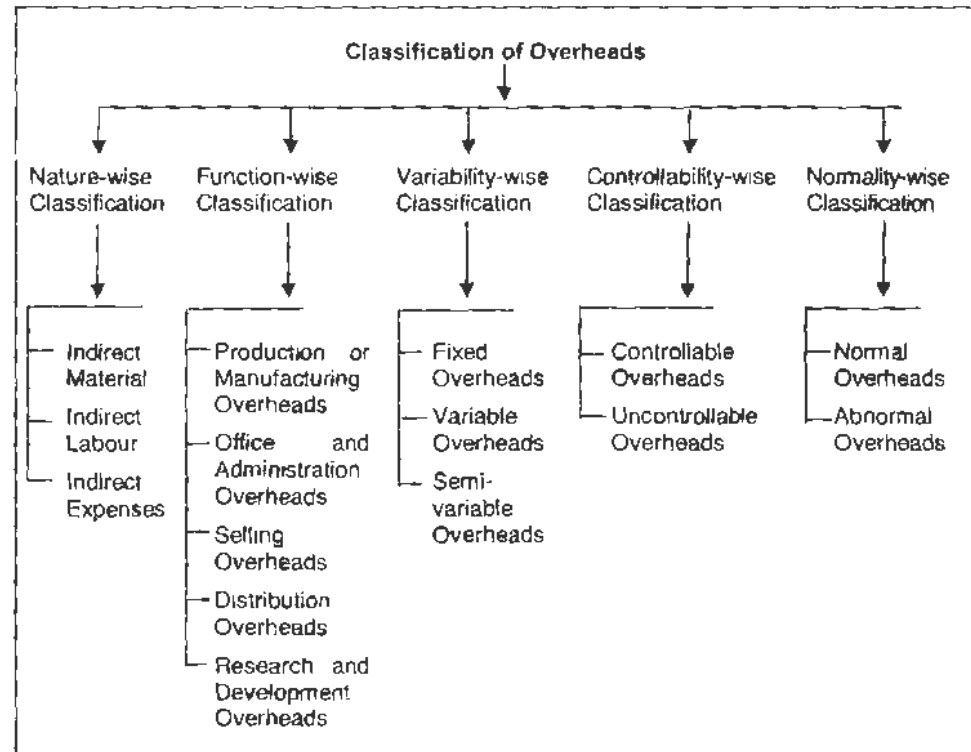 Classification of Overheads
Nature-wise
Classification
Function-wise
Classification
Variability-wise
Classification
Controllability-wise
Classification
Normality-wise
Classification
Indirect
Material
Indirect
Labour
Indirect
Expenses
Production or
Manufacturing
Overheads
Office and
Administration
Overheads
Selling
Overheads
Distribution
Overheads
Research and
Development
Overheads
Fixed
Overheads
Variable
Overheads
Semi-
variable
Overheads
Controllable
Overheads
Uncontrollable
Overheads
Normal
Overheads
Abnormal
Overheads